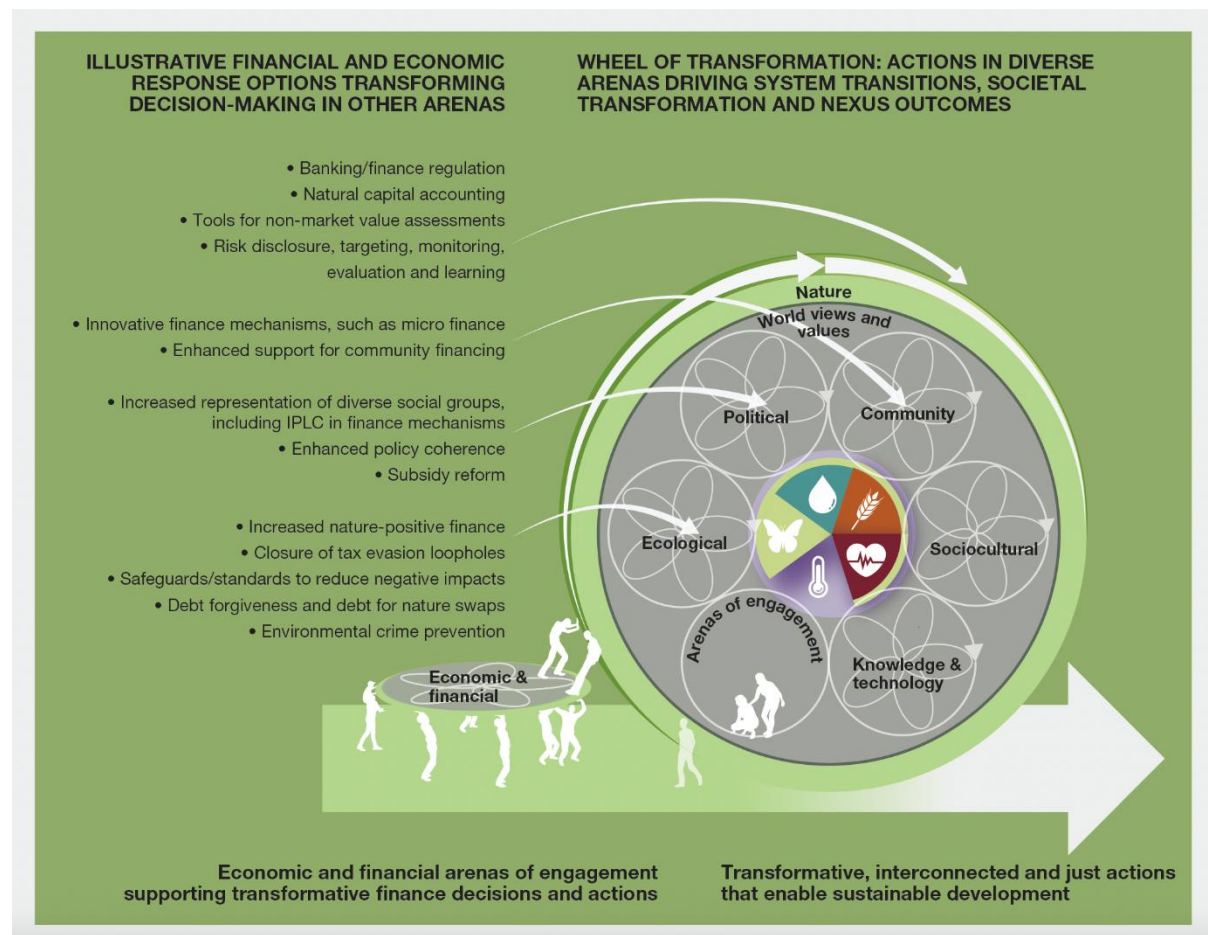 ILLUSTRATIVE FINANCIAL AND ECONOMIC
RESPONSE OPTIONS TRANSFORMING
DECISION-MAKING IN OTHER ARENAS
WHEEL OF TRANSFORMATION: ACTIONS IN DIVERSE
ARENAS DRIVING SYSTEM TRANSITIONS, SOCIETAL
TRANSFORMATION AND NEXUS OUTCOMES
• Banking/finance regulation
• Natural capital accounting
• Tools for non-market value assessments
• Risk disclosure, targeting, monitoring,
evaluation and learning
• Innovative finance mechanisms, such as micro finance
• Enhanced support for community financing
• Increased representation of diverse social groups,
including IPLC in finance mechanisms
• Enhanced policy coherence
• Subsidy reform
• Increased nature-positive finance
• Closure of tax evasion loopholes
• Safeguards/standards to reduce negative impacts
• Debt forgiveness and debt for nature swaps
• Environmental crime prevention
Nature
World views and
values
Political
Community
Ecological
Sociocultural
Arenas of engagement
Knowledge &
technology
Economic &
financial
Economic and financial arenas of engagement
supporting transformative finance decisions and actions
Transformative, interconnected and just actions
that enable sustainable development